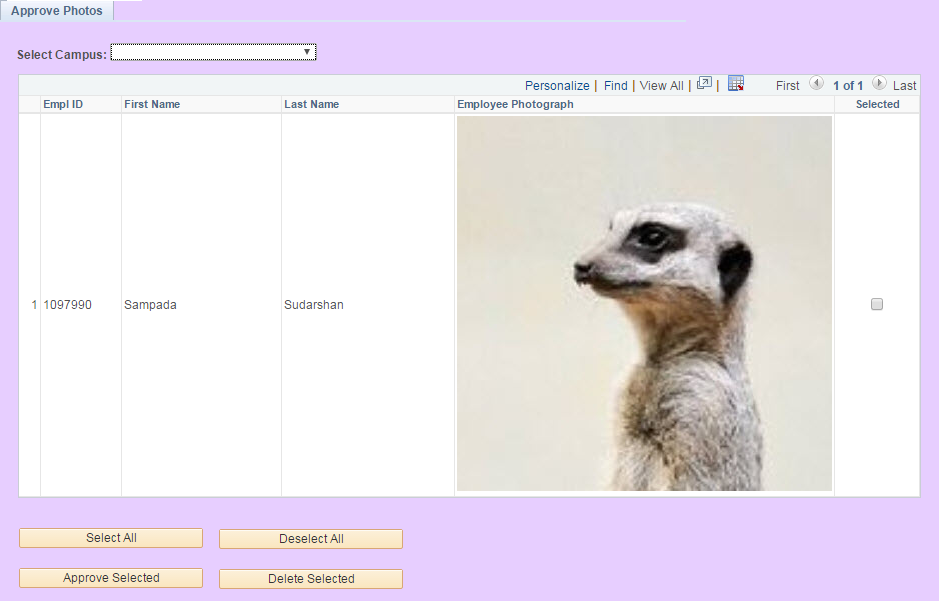 Approve Photos
Select Campus:
Personalize | Find | View All | | First 1 of 1 Last
Empl ID First Name Last Name Employee Photograph Selected
1 1097990 Sampada Sudarshan
Select All Deselect All
Approve Selected Delete Selected